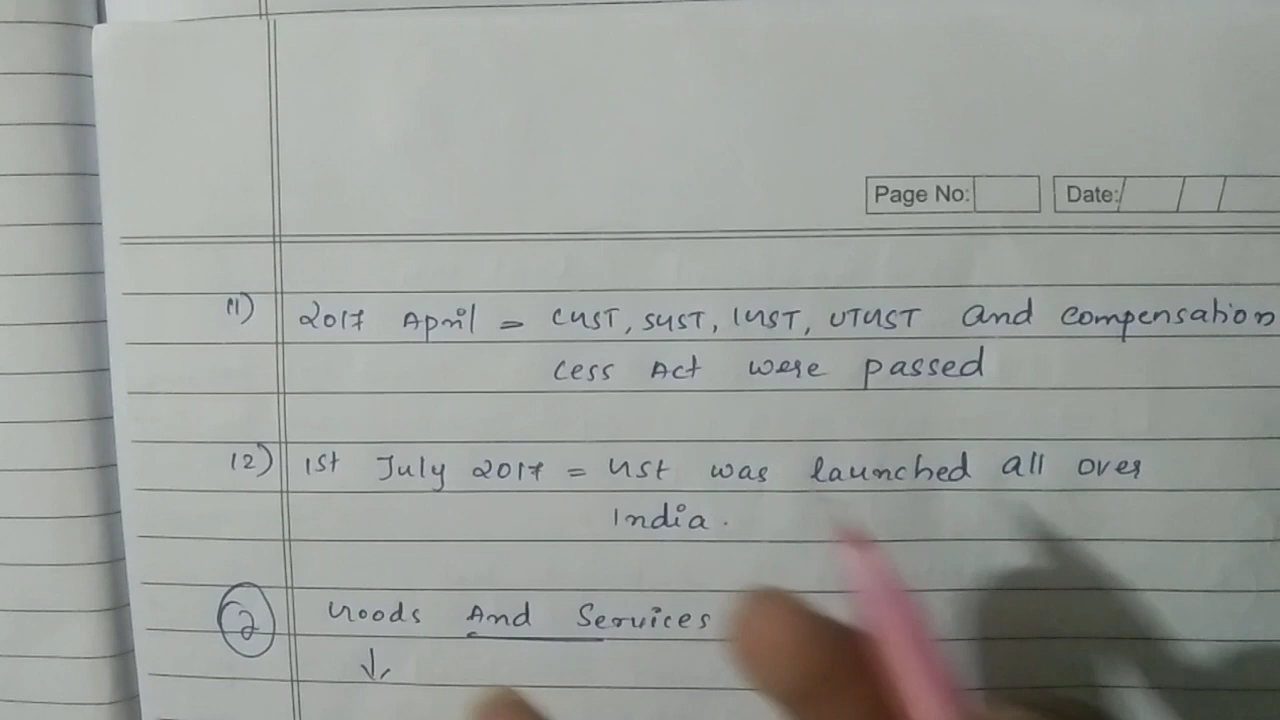 Page No: Date: / /
11) 2017 April = CGST, SGST, IGST, UTGST and compensation
cess Act were passed
12) 1st July 2017 = GST was launched all over
India.
2 Goods And Services
↓